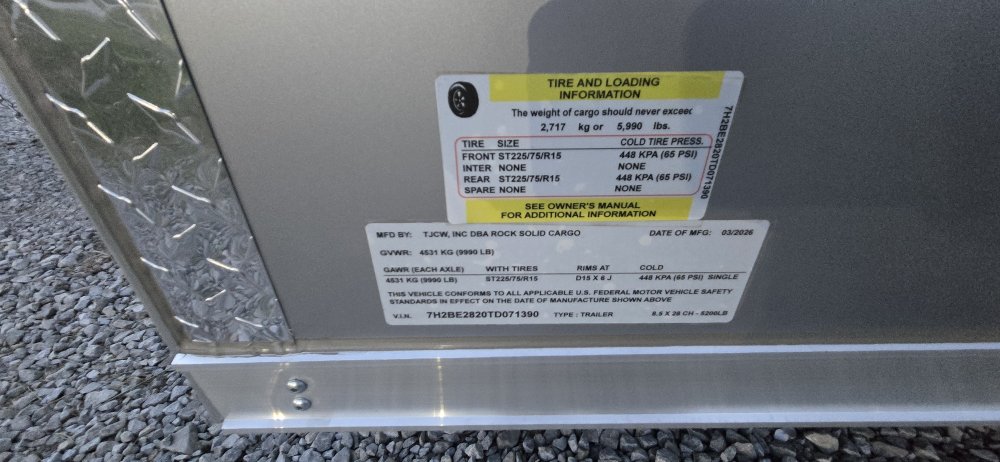 TIRE AND LOADING
INFORMATION
The weight of cargo should never exceed
2,717 kg or 5,990 lbs.
TIRE SIZE COLD TIRE PRESS.
FRONT ST225/75/R15 448 KPA (65 PSI)
INTER NONE NONE
REAR ST225/75/R15 448 KPA (65 PSI)
SPARE NONE NONE
SEE OWNER'S MANUAL
FOR ADDITIONAL INFORMATION
7H2BE2820TD071390
MFD BY: TJCW, INC DBA ROCK SOLID CARGO DATE OF MFG: 03/2026
GVWR: 4531 KG (9990 LB)
GAWR (EACH AXLE) WITH TIRES RIMS AT COLD
4531 KG (9990 LB) ST225/75/R15 D15 X 6 J 448 KPA (65 PSI) SINGLE
THIS VEHICLE CONFORMS TO ALL APPLICABLE U.S. FEDERAL MOTOR VEHICLE SAFETY
STANDARDS IN EFFECT ON THE DATE OF MANUFACTURE SHOWN ABOVE
V.I.N. 7H2BE2820TD071390 TYPE : TRAILER 8.5 X 28 CH - 5200LB